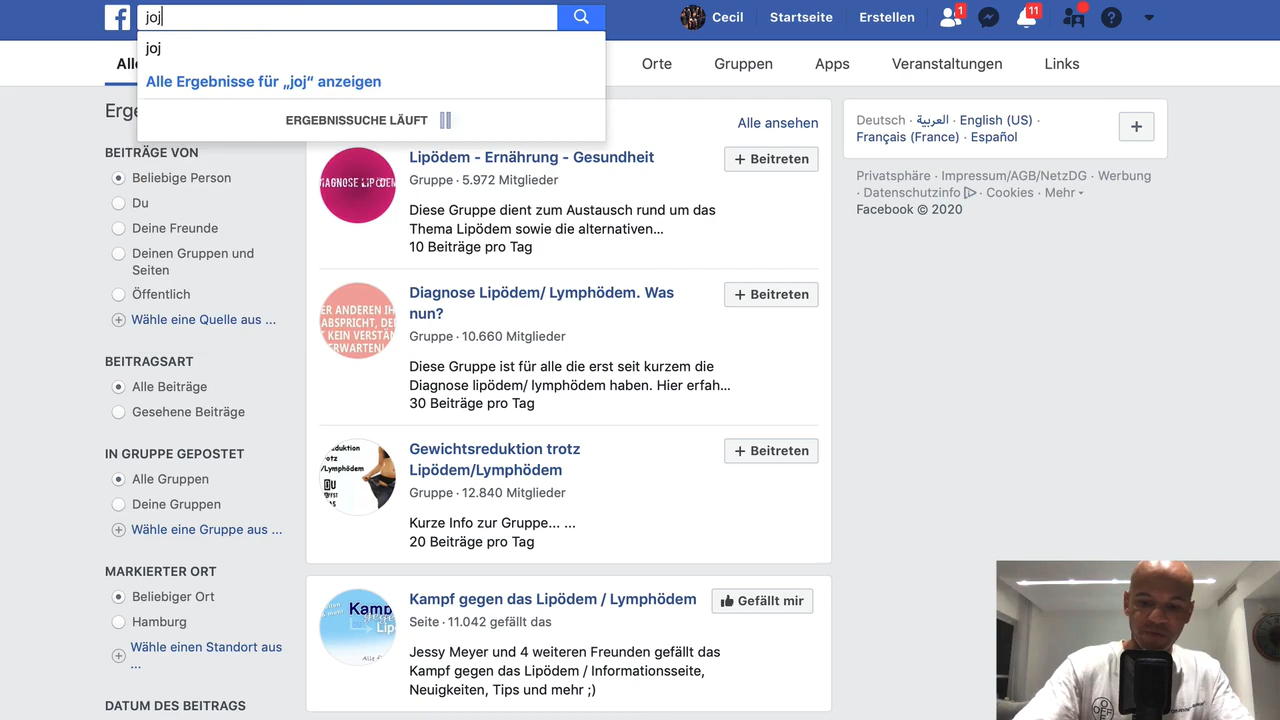 joj
Cecil
Startseite
Erstellen
1
11
joj
Alle Ergebnisse für „joj“ anzeigen
ERGEBNISSUCHE LÄUFT
Alle
Orte
Gruppen
Apps
Veranstaltungen
Links
Erge
BEITRÄGE VON
Beliebige Person
Du
Deine Freunde
Deinen Gruppen und
Seiten
Öffentlich
Wähle eine Quelle aus ...
BEITRAGSART
Alle Beiträge
Gesehene Beiträge
IN GRUPPE GEPOSTET
Alle Gruppen
Deine Gruppen
Wähle eine Gruppe aus ...
MARKIERTER ORT
Beliebiger Ort
Hamburg
Wähle einen Standort aus
...
DATUM DES BEITRAGS
Alle ansehen
DIAGNOSE LIPÖDEM
Lipödem - Ernährung - Gesundheit
+ Beitreten
Gruppe · 5.972 Mitglieder
Diese Gruppe dient zum Austausch rund um das
Thema Lipödem sowie die alternativen...
10 Beiträge pro Tag
Diagnose Lipödem/ Lymphödem. Was
nun?
+ Beitreten
Gruppe · 10.660 Mitglieder
Diese Gruppe ist für alle die erst seit kurzem die
Diagnose lipödem/ lymphödem haben. Hier erfah...
30 Beiträge pro Tag
Gewichtsreduktion trotz
Lipödem/Lymphödem
+ Beitreten
Gruppe · 12.840 Mitglieder
Kurze Info zur Gruppe... ...
20 Beiträge pro Tag
Kampf gegen das Lipödem / Lymphödem
Gefällt mir
Seite · 11.042 gefällt das
Jessy Meyer und 4 weiteren Freunden gefällt das
Kampf gegen das Lipödem / Informationsseite,
Neuigkeiten, Tips und mehr ;)
Deutsch · العربية · English (US) ·
Français (France) · Español
Privatsphäre · Impressum/AGB/NetzDG · Werbung
· Datenschutzinfo · Cookies · Mehr
Facebook © 2020